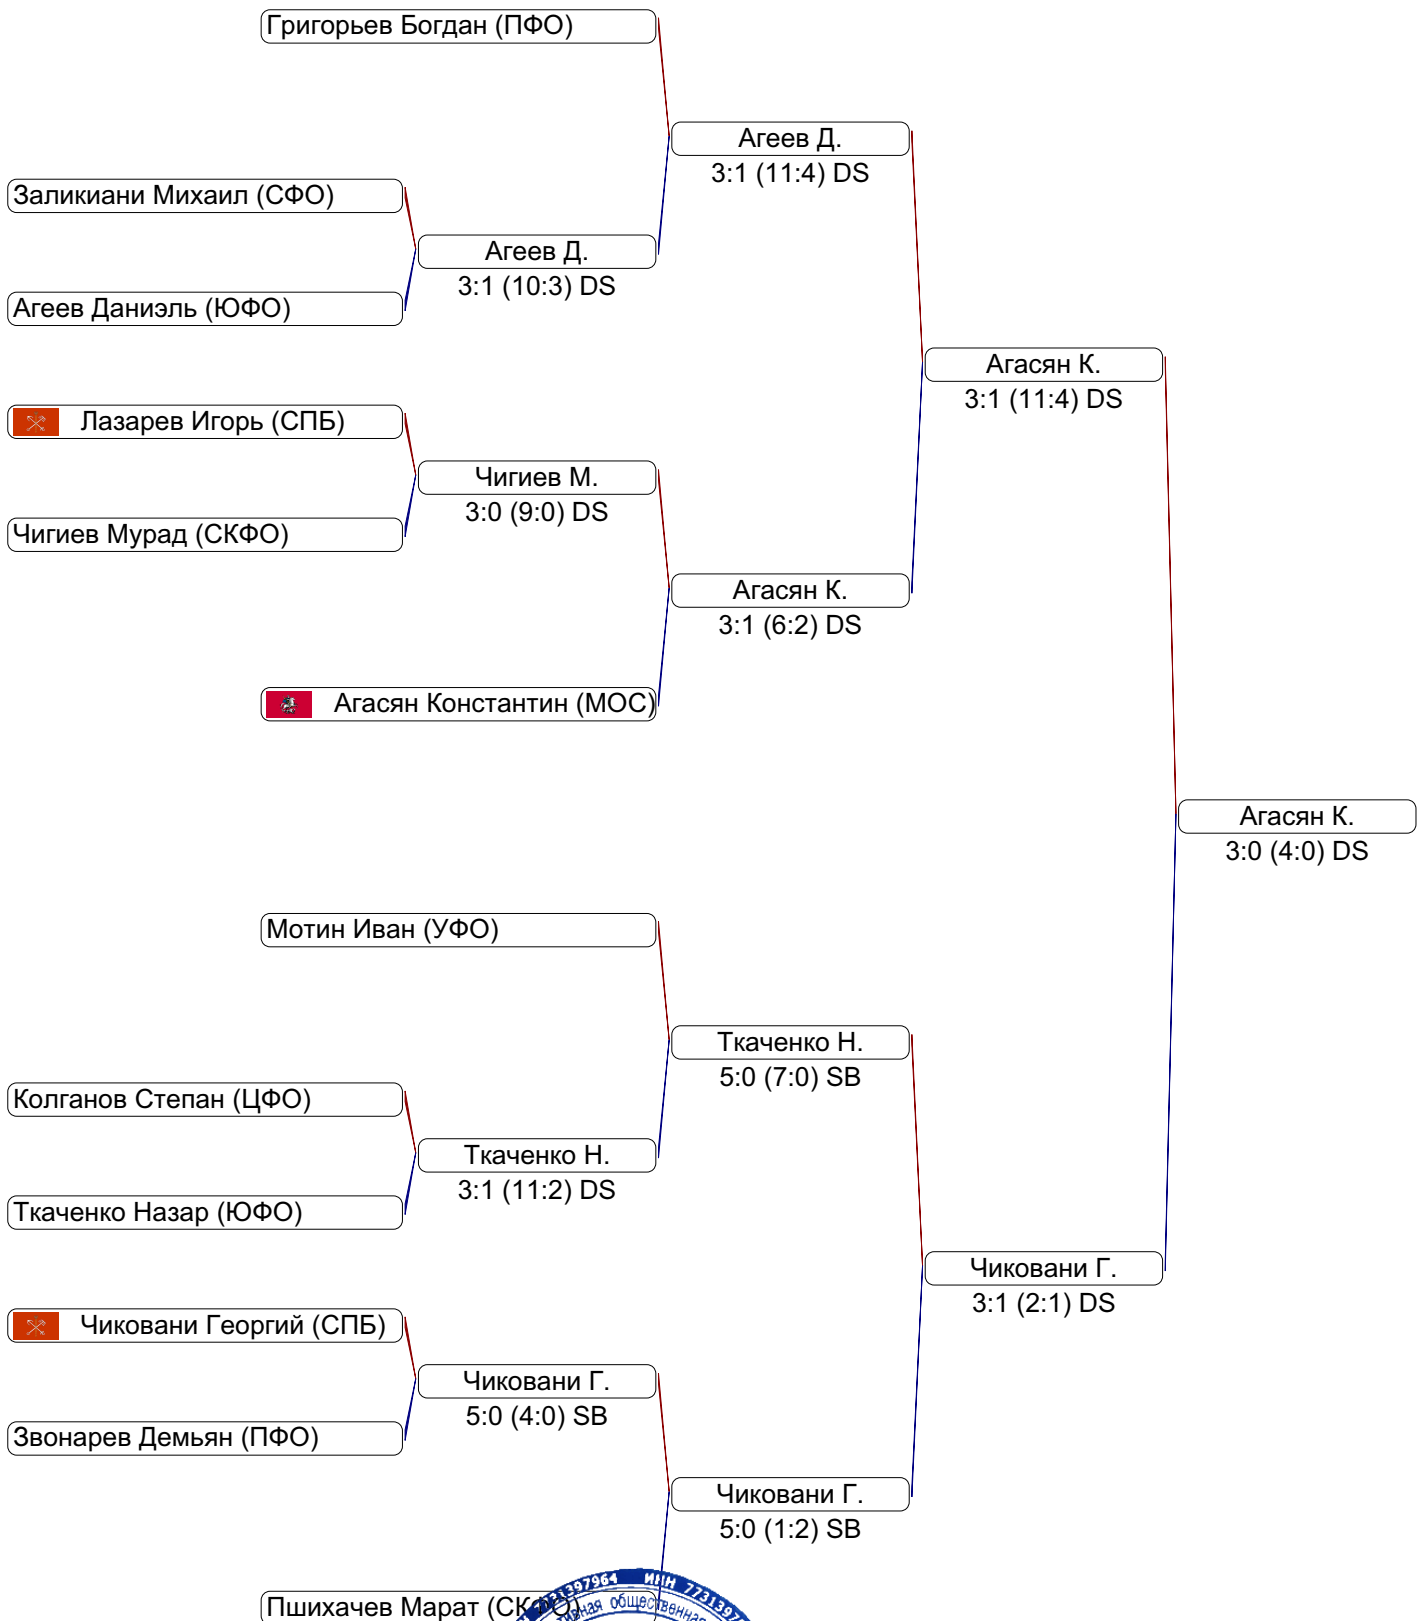 Григорьев Богдан (ПФО)
Агеев Д.
3:1 (11:4) DS
Заликиани Михаил (СФО)
Агеев Д.
3:1 (10:3) DS
Агеев Даниэль (ЮФО)
Агасян К.
3:1 (11:4) DS
Лазарев Игорь (СПБ)
Чигиев М.
3:0 (9:0) DS
Чигиев Мурад (СКФО)
Агасян К.
3:1 (6:2) DS
Агасян Константин (МОС)
Агасян К.
3:0 (4:0) DS
Мотин Иван (УФО)
Ткаченко Н.
5:0 (7:0) SB
Колганов Степан (ЦФО)
Ткаченко Н.
3:1 (11:2) DS
Ткаченко Назар (ЮФО)
Чиковани Г.
3:1 (2:1) DS
Чиковани Георгий (СПБ)
Чиковани Г.
5:0 (4:0) SB
Звонарев Демьян (ПФО)
Чиковани Г.
5:0 (1:2) SB
Пшихачев Марат (СКФО)
ИНН
общественная